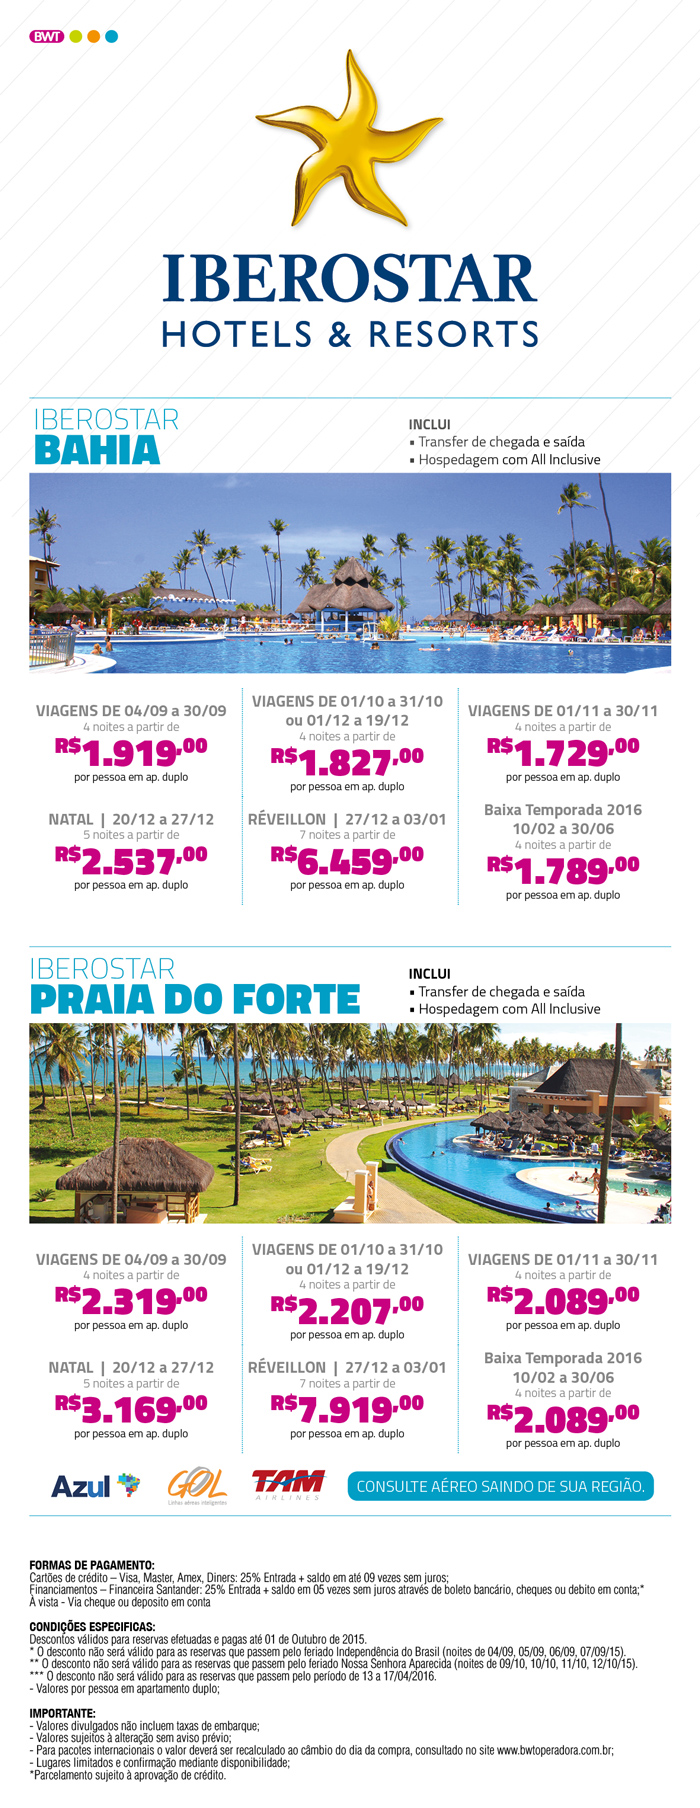 BWT
IBEROSTAR
HOTELS & RESORTS
IBEROSTAR
BAHIA
INCLUI
• Transfer de chegada e saída
• Hospedagem com All Inclusive
VIAGENS DE 04/09 a 30/09
4 noites a partir de
R$1.919,00
por pessoa em ap. duplo
VIAGENS DE 01/10 a 31/10
ou 01/12 a 19/12
4 noites a partir de
R$1.827,00
por pessoa em ap. duplo
VIAGENS DE 01/11 a 30/11
4 noites a partir de
R$1.729,00
por pessoa em ap. duplo
NATAL | 20/12 a 27/12
5 noites a partir de
R$2.537,00
por pessoa em ap. duplo
RÉVEILLON | 27/12 a 03/01
7 noites a partir de
R$6.459,00
por pessoa em ap. duplo
Baixa Temporada 2016
10/02 a 30/06
4 noites a partir de
R$1.789,00
por pessoa em ap. duplo
IBEROSTAR
PRAIA DO FORTE
INCLUI
• Transfer de chegada e saída
• Hospedagem com All Inclusive
VIAGENS DE 04/09 a 30/09
4 noites a partir de
R$2.319,00
por pessoa em ap. duplo
VIAGENS DE 01/10 a 31/10
ou 01/12 a 19/12
4 noites a partir de
R$2.207,00
por pessoa em ap. duplo
VIAGENS DE 01/11 a 30/11
4 noites a partir de
R$2.089,00
por pessoa em ap. duplo
NATAL | 20/12 a 27/12
5 noites a partir de
R$3.169,00
por pessoa em ap. duplo
RÉVEILLON | 27/12 a 03/01
7 noites a partir de
R$7.919,00
por pessoa em ap. duplo
Baixa Temporada 2016
10/02 a 30/06
4 noites a partir de
R$2.089,00
por pessoa em ap. duplo
Azul
GOL
Linhas aéreas inteligentes
TAM
AIRLINES
CONSULTE AÉREO SAINDO DE SUA REGIÃO.
FORMAS DE PAGAMENTO:
Cartões de crédito – Visa, Master, Amex, Diners: 25% Entrada + saldo em até 09 vezes sem juros;
Financiamentos – Financeira Santander: 25% Entrada + saldo em 05 vezes sem juros através de boleto bancário, cheques ou debito em conta;*
À vista - Via cheque ou deposito em conta
CONDIÇÕES ESPECIFICAS:
Descontos válidos para reservas efetuadas e pagas até 01 de Outubro de 2015.
* O desconto não será válido para as reservas que passem pelo feriado Independência do Brasil (noites de 04/09, 05/09, 06/09, 07/09/15).
** O desconto não será válido para as reservas que passem pelo feriado Nossa Senhora Aparecida (noites de 09/10, 10/10, 11/10, 12/10/15).
*** O desconto não será válido para as reservas que passem pelo período de 13 a 17/04/2016.
- Valores por pessoa em apartamento duplo;
IMPORTANTE:
- Valores divulgados não incluem taxas de embarque;
- Valores sujeitos à alteração sem aviso prévio;
- Para pacotes internacionais o valor deverá ser recalculado ao câmbio do dia da compra, consultado no site www.bwtoperadora.com.br;
- Lugares limitados e confirmação mediante disponibilidade;
*Parcelamento sujeito à aprovação de crédito.